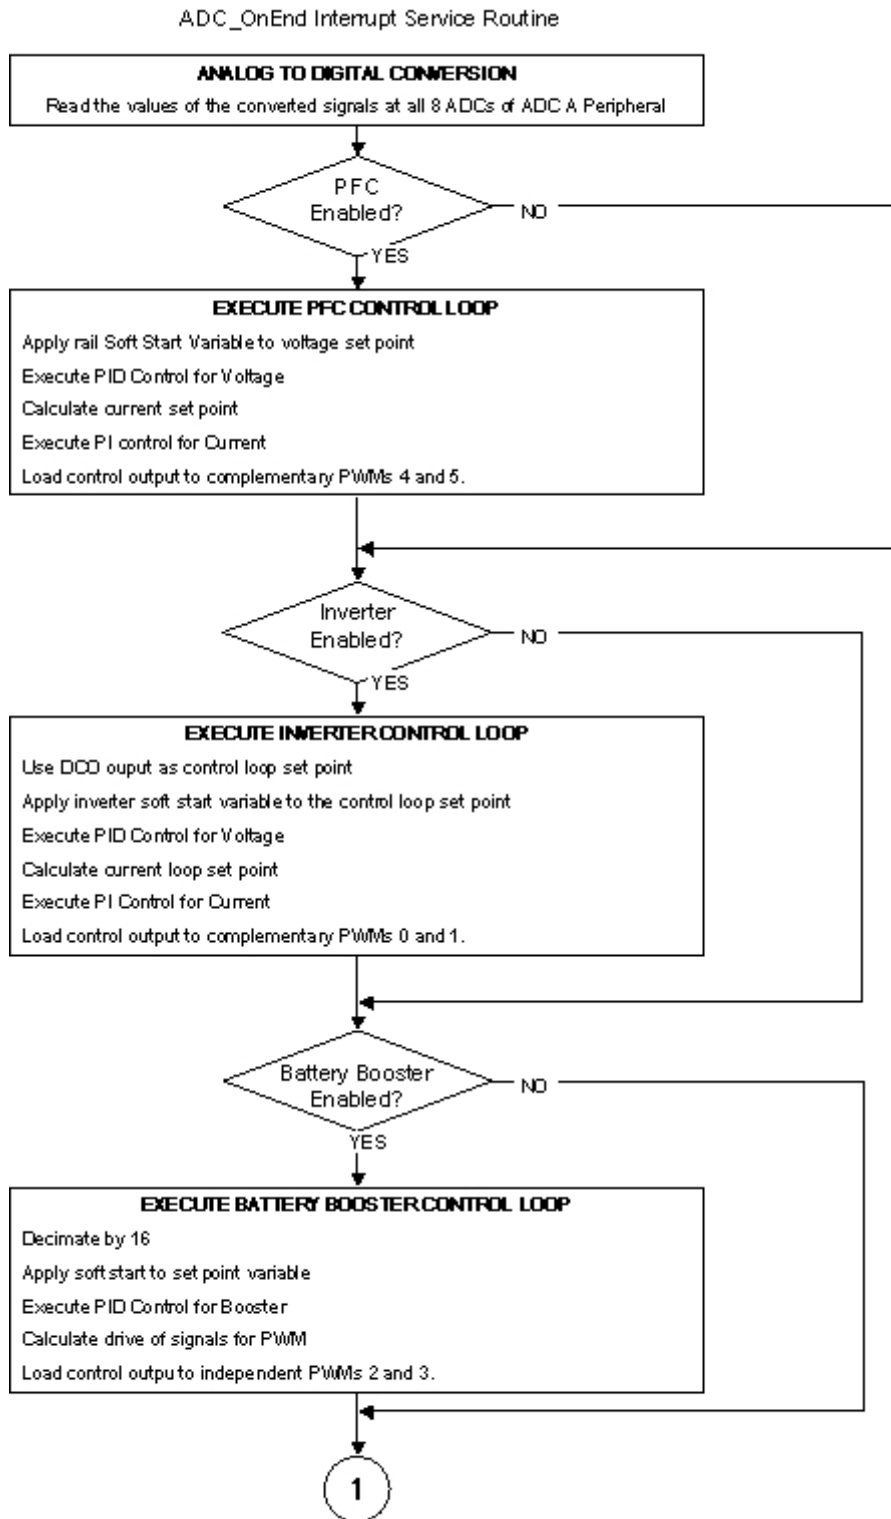 ADC_OnEnd Interrupt Service Routine
ANALOG TO DIGITAL CONVERSION
Read the values of the converted signals at all 8 ADCs of ADC A Peripheral
PFC
Enabled?
NO
YES
EXECUTE PFC CONTROL LOOP
Apply rail Soft Start Variable to voltage set point
Execute PID Control for Voltage
Calculate current set point
Execute PI control for Current
Load control output to complementary PWMs 4 and 5.
Inverter
Enabled?
NO
YES
EXECUTE INVERTER CONTROL LOOP
Use DCO ouput as control loop set point
Apply inverter soft start variable to the control loop set point
Execute PID Control for Voltage
Calculate current loop set point
Execute PI Control for Current
Load control output to complementary PWMs 0 and 1.
Battery Booster
Enabled?
NO
YES
EXECUTE BATTERY BOOSTER CONTROL LOOP
Decimate by 16
Apply soft start to set point variable
Execute PID Control for Booster
Calculate drive of signals for PWM
Load control outpu to independent PWMs 2 and 3.
1